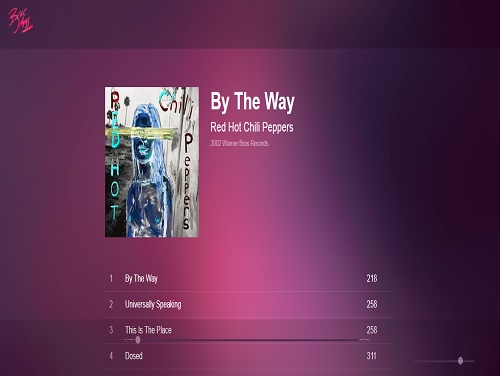 RED HOT
Chilli
Peppers
By The Way
Red Hot Chili Peppers
2002 Warner Bros Records
1 By The Way 218
2 Universally Speaking 258
3 This Is The Place 258
4 Dosed 311